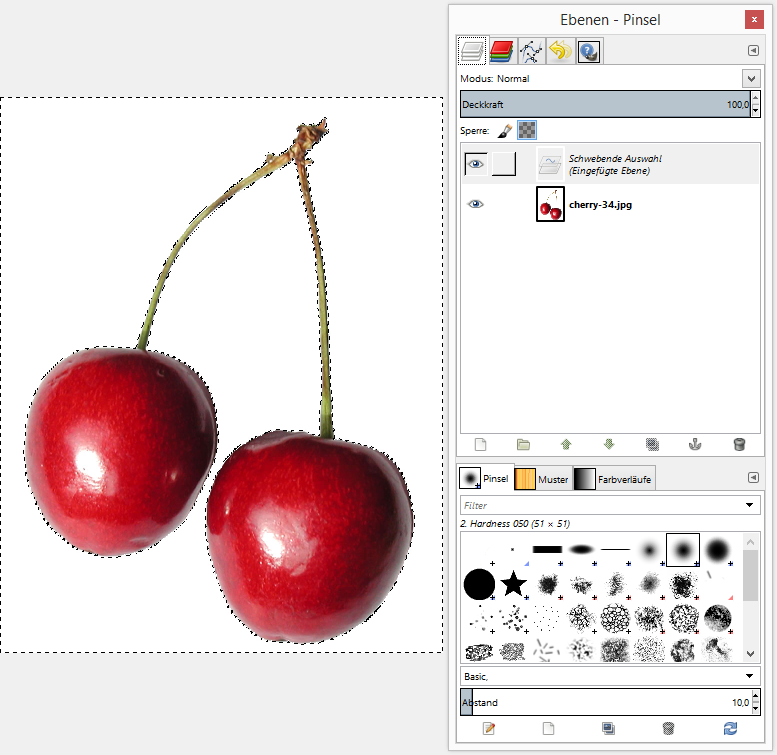 Ebenen - Pinsel
Modus: Normal
Deckkraft 100,0
Sperre:
Schwebende Auswahl
(Eingefügte Ebene)
cherry-34.jpg
Pinsel Muster Farbverläufe
Filter
2. Hardness 050 (51 × 51)
Basic,
Abstand 10,0